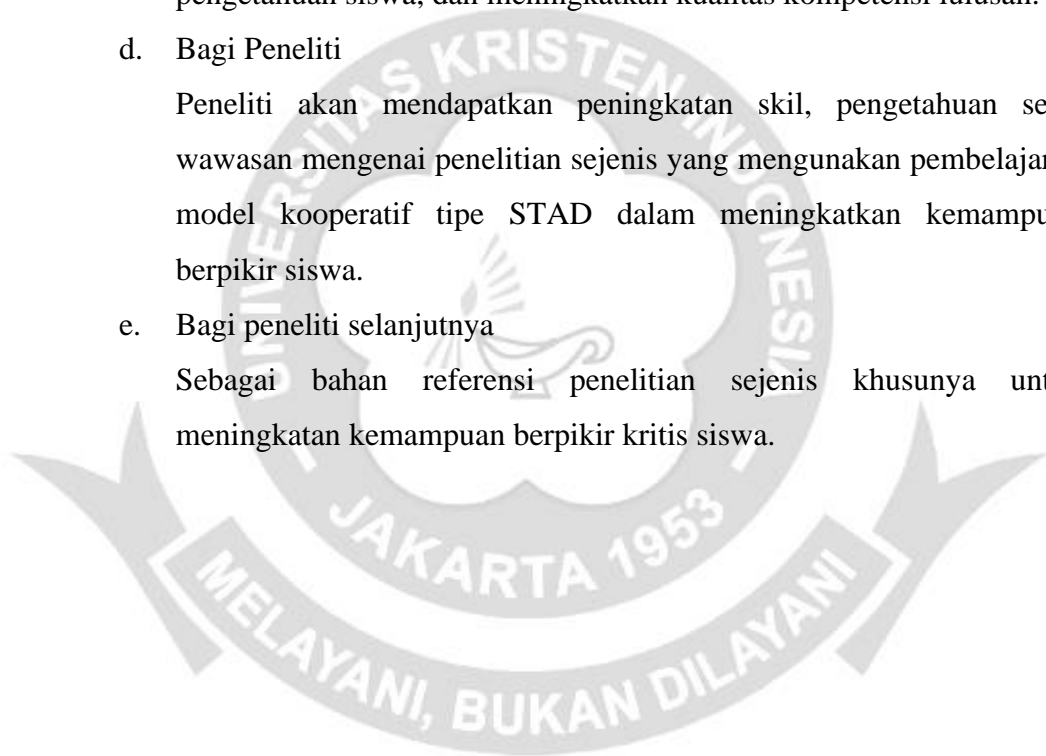 pengetahuan siswa, dan meningkatkan kualitas kompetensi lulusan.
d. Bagi Peneliti
Peneliti akan mendapatkan peningkatan skil, pengetahuan se
wawasan mengenai penelitian sejenis yang mengunakan pembelajar
model kooperatif tipe STAD dalam meningkatkan kemampu
berpikir siswa.
e. Bagi peneliti selanjutnya
Sebagai bahan referensi penelitian sejenis khusunya unt
meningkatan kemampuan berpikir kritis siswa.
UNIVERSITAS KRISTEN INDONESIA
JAKARTA 1953
MELAYANI, BUKAN DILAYANI